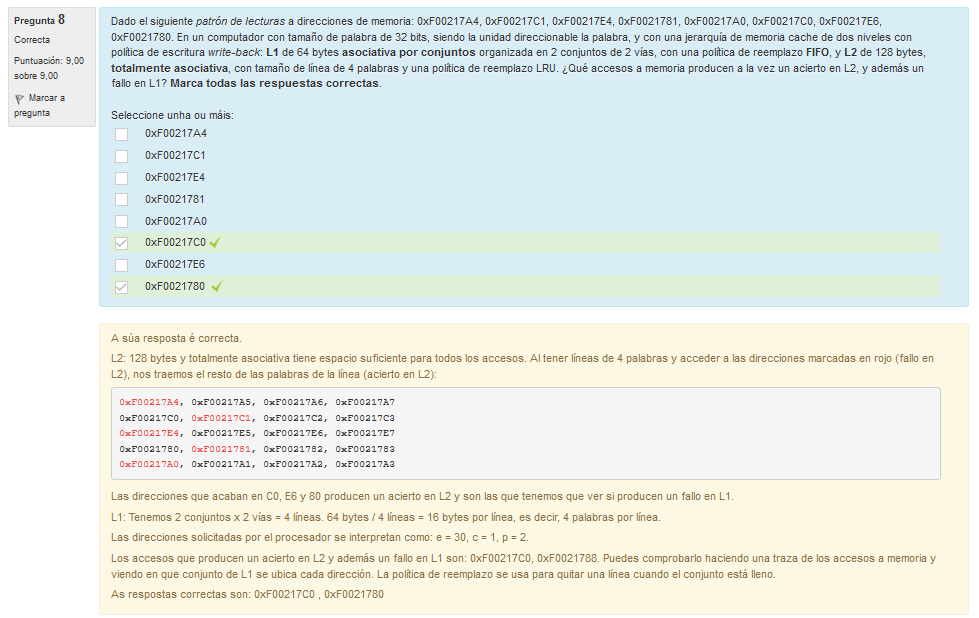 Pregunta 8
Correcta
Puntuación: 9,00
sobre 9,00
Marcar a
pregunta
Dado el siguiente patrón de lecturas a direcciones de memoria: 0xF00217A4, 0xF00217C1, 0xF00217E4, 0xF0021781, 0xF00217A0, 0xF00217C0, 0xF00217E6,
0xF0021780. En un computador con tamaño de palabra de 32 bits, siendo la unidad direccionable la palabra, y con una jerarquía de memoria cache de dos niveles con
política de escritura write-back: L1 de 64 bytes asociativa por conjuntos organizada en 2 conjuntos de 2 vías, con una política de reemplazo FIFO, y L2 de 128 bytes,
totalmente asociativa, con tamaño de línea de 4 palabras y una política de reemplazo LRU. ¿Qué accesos a memoria producen a la vez un acierto en L2, y además un
fallo en L1? Marca todas las respuestas correctas.
Seleccione unha ou máis:
0xF00217A4
0xF00217C1
0xF00217E4
0xF0021781
0xF00217A0
0xF00217C0
0xF00217E6
0xF0021780
A súa resposta é correcta.
L2: 128 bytes y totalmente asociativa tiene espacio suficiente para todos los accesos. Al tener líneas de 4 palabras y acceder a las direcciones marcadas en rojo (fallo en
L2), nos traemos el resto de las palabras de la línea (acierto en L2):
0xF00217A4, 0xF00217A5, 0xF00217A6, 0xF00217A7
0xF00217C0, 0xF00217C1, 0xF00217C2, 0xF00217C3
0xF00217E4, 0xF00217E5, 0xF00217E6, 0xF00217E7
0xF0021780, 0xF0021781, 0xF0021782, 0xF0021783
0xF00217A0, 0xF00217A1, 0xF00217A2, 0xF00217A3
Las direcciones que acaban en C0, E6 y 80 producen un acierto en L2 y son las que tenemos que ver si producen un fallo en L1.
L1: Tenemos 2 conjuntos x 2 vías = 4 líneas. 64 bytes / 4 líneas = 16 bytes por línea, es decir, 4 palabras por línea.
Las direcciones solicitadas por el procesador se interpretan como: e = 30, c = 1, p = 2.
Los accesos que producen un acierto en L2 y además un fallo en L1 son: 0xF00217C0, 0xF0021788. Puedes comprobarlo haciendo una traza de los accesos a memoria y
viendo en que conjunto de L1 se ubica cada dirección. La política de reemplazo se usa para quitar una línea cuando el conjunto está lleno.
As respostas correctas son: 0xF00217C0 , 0xF0021780